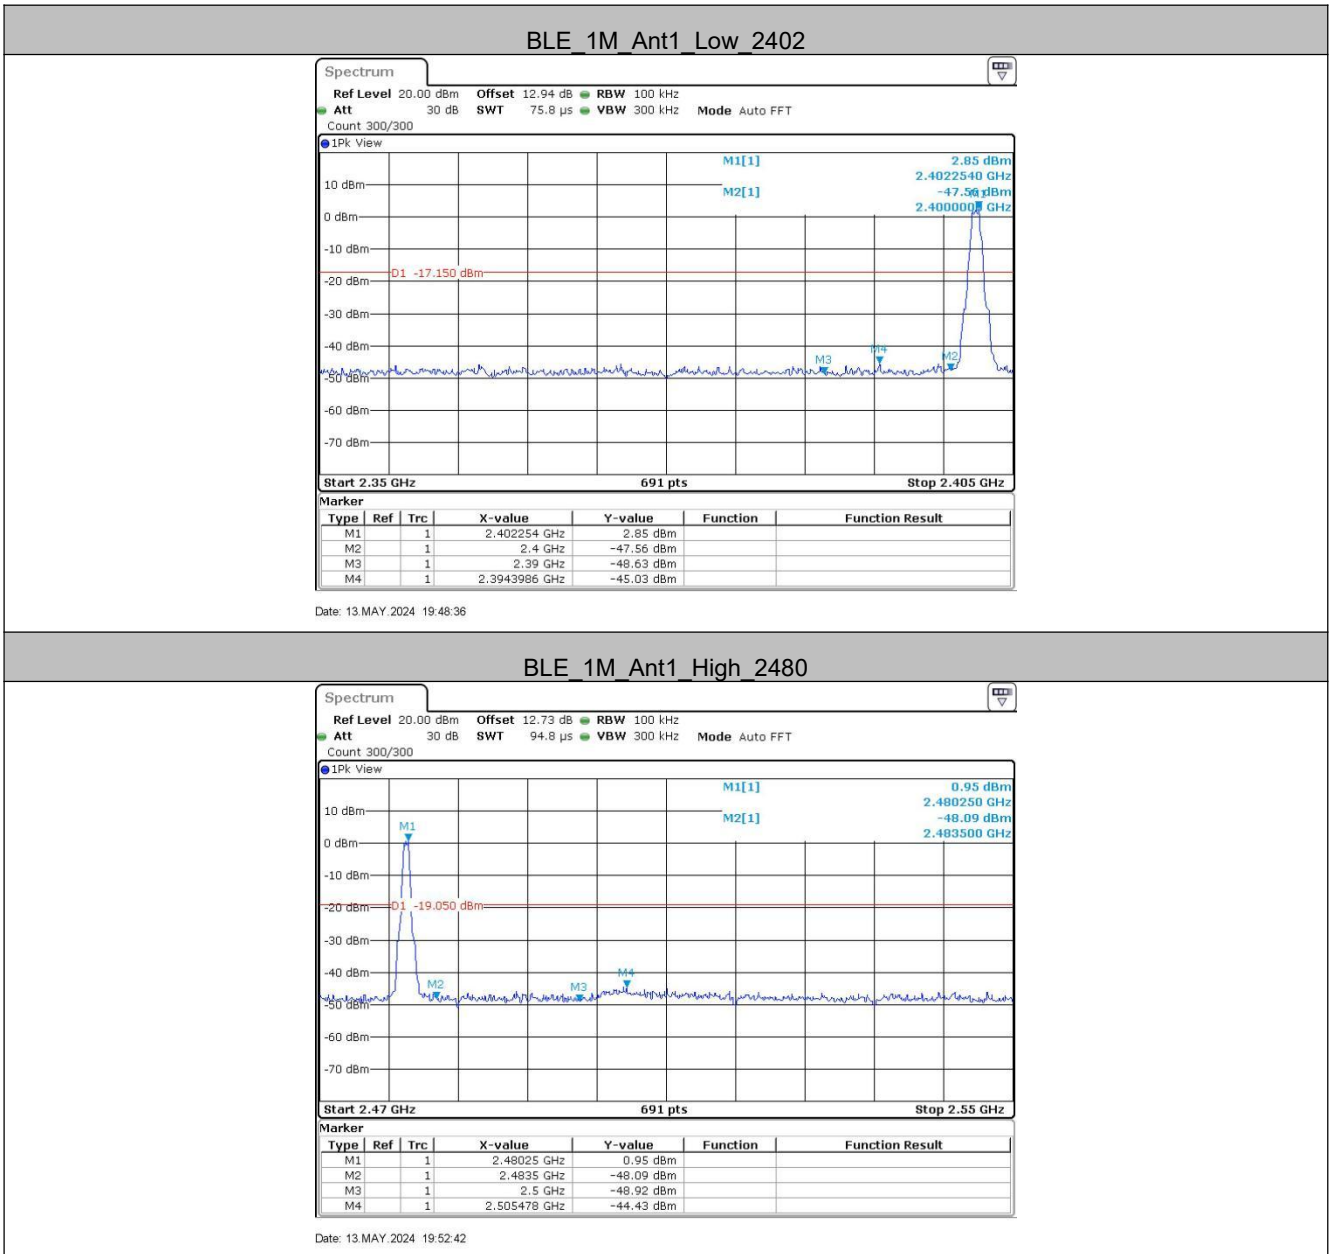 BLE_1M_Ant1_Low_2402
Spectrum
Ref Level 20.00 dBm Offset 12.94 dB RBW 100 kHz
Att 30 dB SWT 75.8 µs VBW 300 kHz Mode Auto FFT
Count 300/300
1Pk View
M1[1] 2.85 dBm
2.4022540 GHz
10 dBm
M2[1] -47.56 dBm
M1
2.4000000 GHz
0 dBm
-10 dBm
D1 -17.150 dBm
-20 dBm
-30 dBm
-40 dBm
M3 M4 M2
-50 dBm
-60 dBm
-70 dBm
Start 2.35 GHz 691 pts Stop 2.405 GHz
Marker
Type Ref Trc X-value Y-value Function Function Result
M1 1 2.402254 GHz 2.85 dBm
M2 1 2.4 GHz -47.56 dBm
M3 1 2.39 GHz -48.63 dBm
M4 1 2.3943986 GHz -45.03 dBm
Date: 13.MAY.2024 19:48:36
BLE_1M_Ant1_High_2480
Spectrum
Ref Level 20.00 dBm Offset 12.73 dB RBW 100 kHz
Att 30 dB SWT 94.8 µs VBW 300 kHz Mode Auto FFT
Count 300/300
1Pk View
M1[1] 0.95 dBm
2.480250 GHz
10 dBm
M2[1] -48.09 dBm
M1
2.483500 GHz
0 dBm
-10 dBm
-20 dBm D1 -19.050 dBm
-30 dBm
-40 dBm
M4
M2 M3
-50 dBm
-60 dBm
-70 dBm
Start 2.47 GHz 691 pts Stop 2.55 GHz
Marker
Type Ref Trc X-value Y-value Function Function Result
M1 1 2.48025 GHz 0.95 dBm
M2 1 2.4835 GHz -48.09 dBm
M3 1 2.5 GHz -48.92 dBm
M4 1 2.505478 GHz -44.43 dBm
Date: 13.MAY.2024 19:52:42